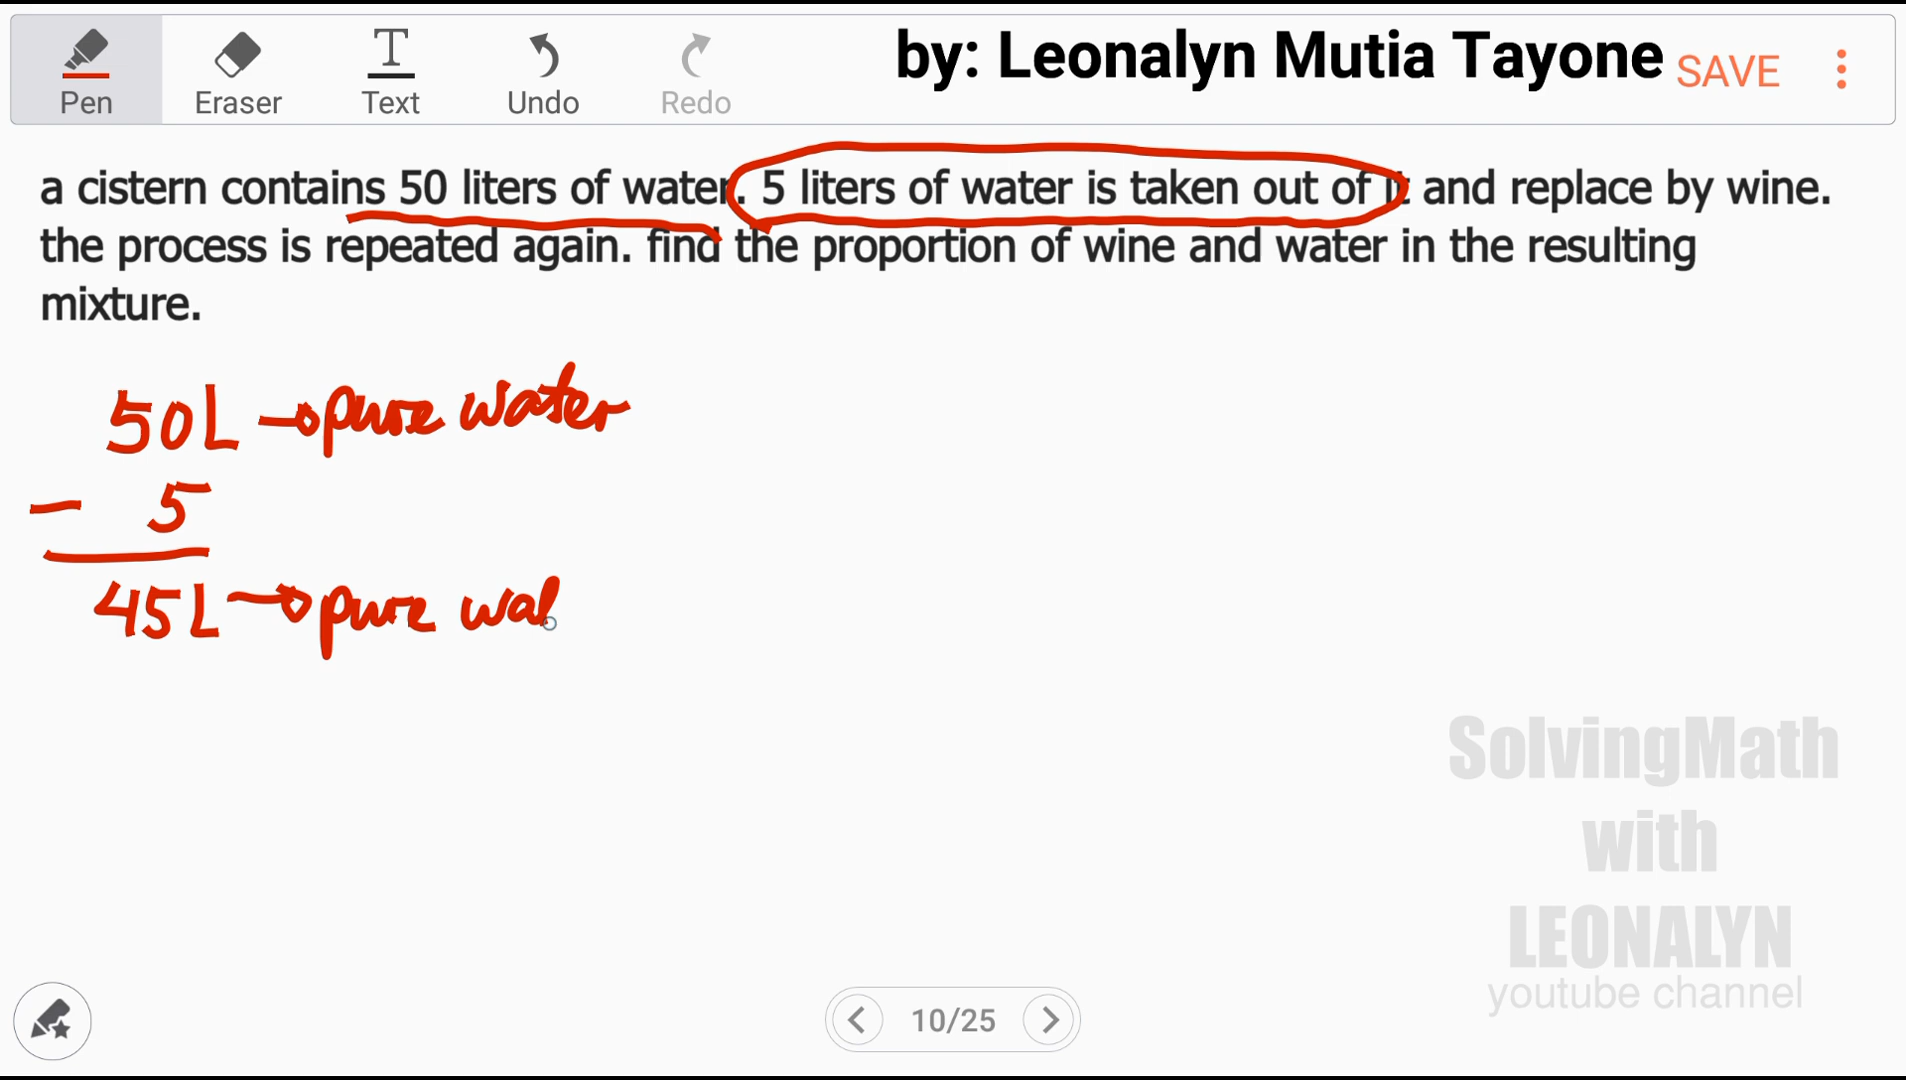 by: Leonalyn Mutia Tayone
SAVE
Pen
Eraser
Text
Undo
Redo
a cistern contains 50 liters of water. 5 liters of water is taken out of it and replace by wine.
the process is repeated again. find the proportion of wine and water in the resulting
mixture.
50L → pure water
- 5
45L → pure wat
SolvingMath
with
LEONALYN
youtube channel
10/25